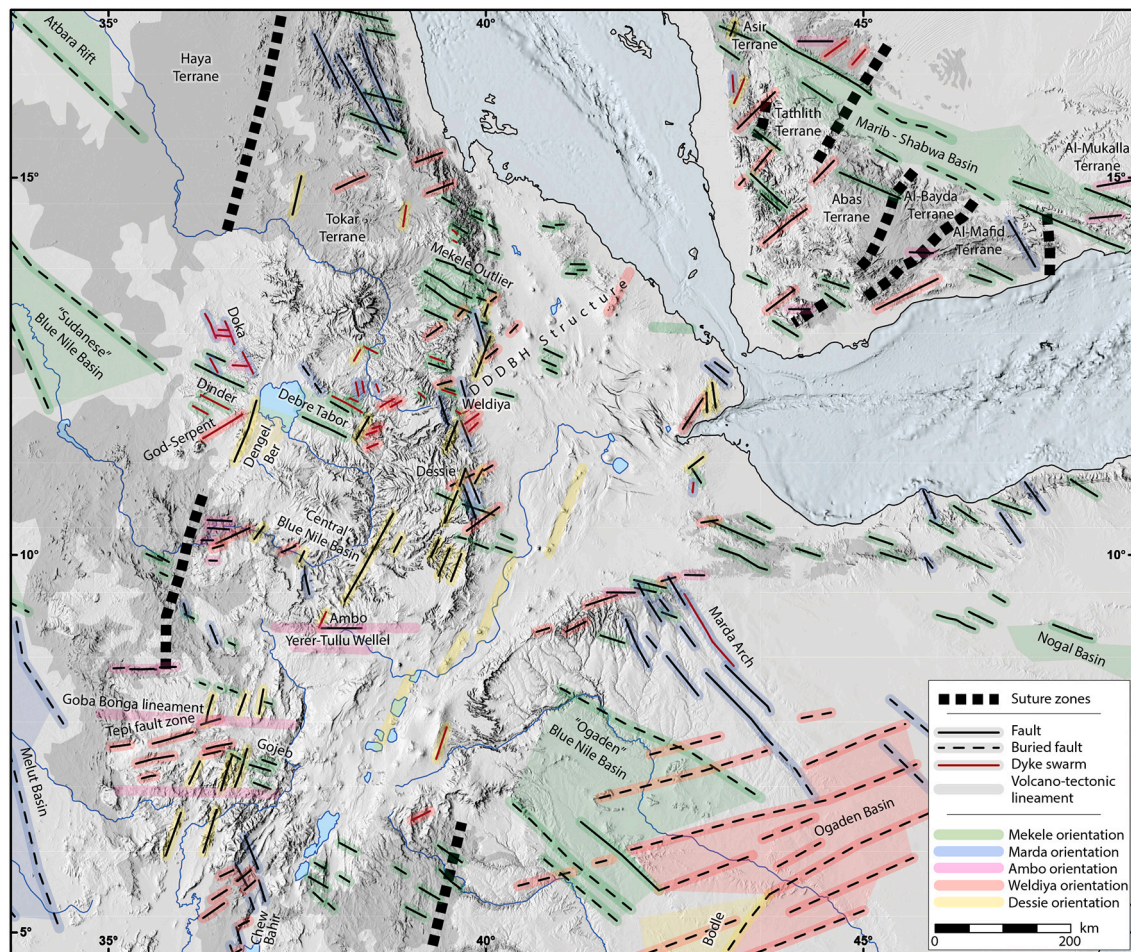 35°
40°
45°
Atbara Rift
Haya
Terrane
Asir
Terrane
Tathlith
Terrane
Marib - Shabwa Basin
Al-Mukalla
Terrane
15°
15°
Abas
Terrane
Al-Bayda
Terrane
Al-Mafid
Terrane
Tokar
Terrane
Mekele Outlier
"Sudanese"
Blue Nile Basin
Doka
DDDBH Structure
Dinder
Debre Tabor
Weldiya
God-Serpent
Dengel
Ber
Dessie
"Central"
Blue Nile Basin
10°
10°
Ambo
Yerer-Tullu Wellel
Marda Arch
Nogal Basin
Goba Bonga lineament
Tepi fault zone
Gojeb
"Ogaden"
Blue Nile Basin
Melut Basin
Ogaden Basin
Chew
Bahir
Bodle
5°
35°
40°
Suture zones
Fault
Buried fault
Dyke swarm
Volcano-tectonic
lineament
Mekele orientation
Marda orientation
Ambo orientation
Weldiya orientation
Dessie orientation
km
0
200